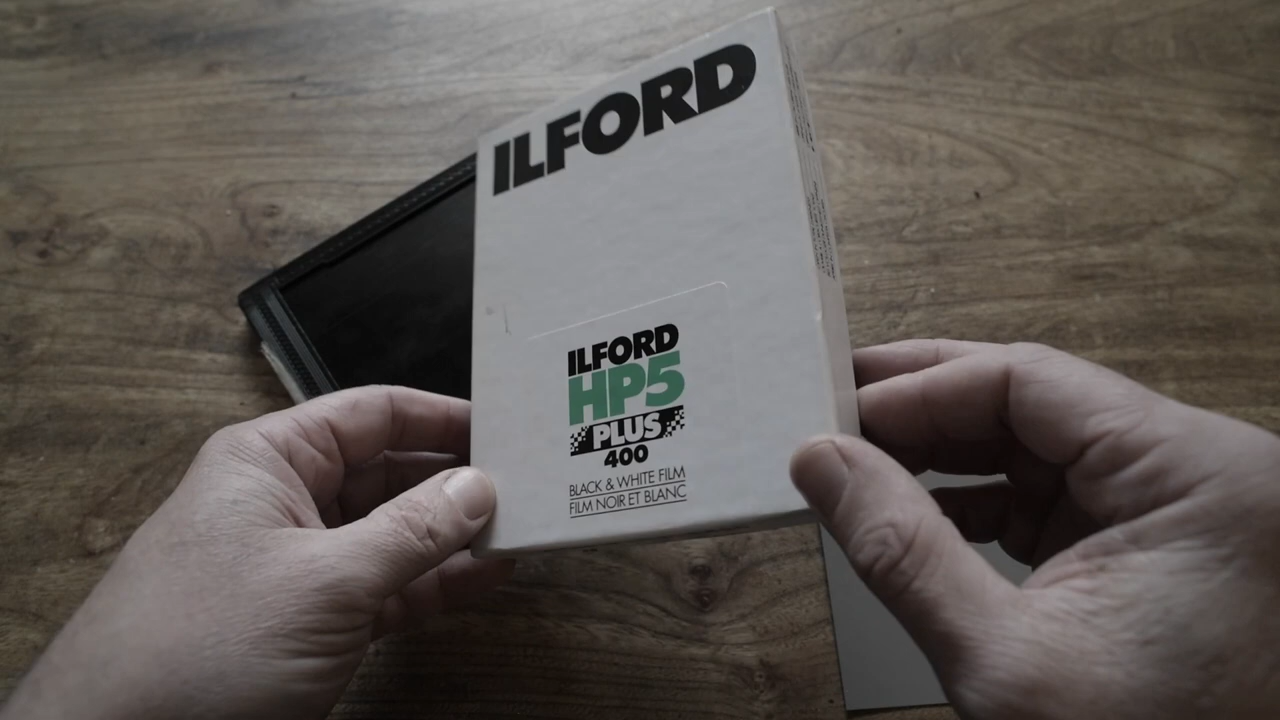 ILFORD
ILFORD
HP5
PLUS
400
BLACK & WHITE FILM
FILM NOIR ET BLANC